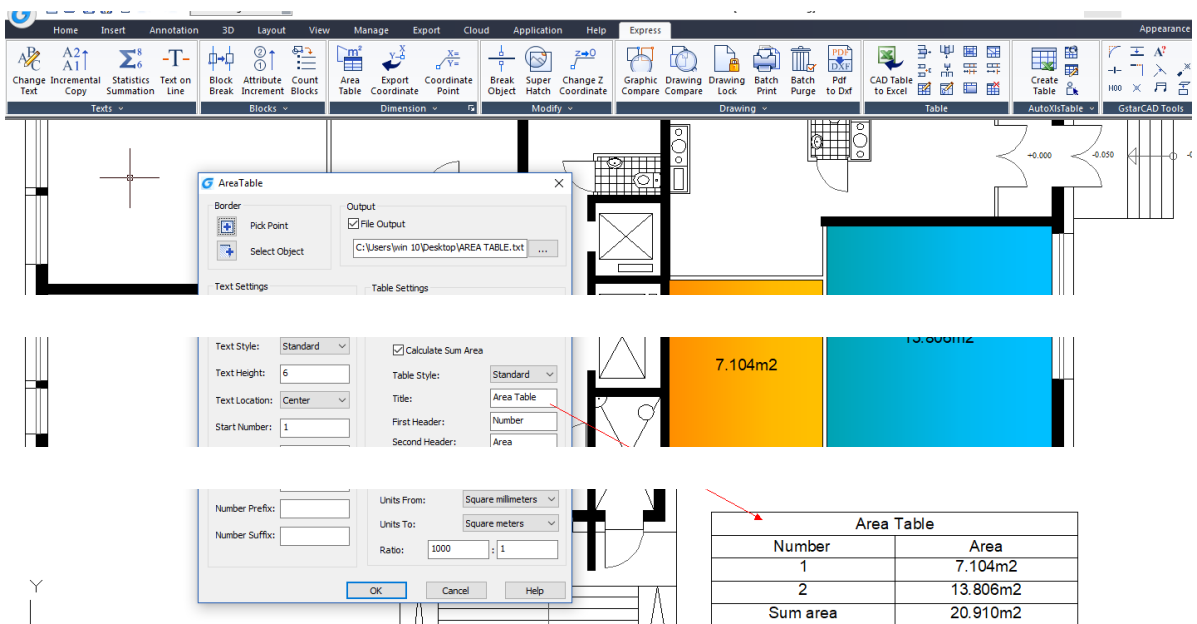 Home Insert Annotation 3D Layout View Manage Export Cloud Application Help Express Appearance
Change Text
Incremental Copy
Statistics Summation
Text on Line
Block Break
Attribute Increment
Count Blocks
Area Table
Export Coordinate
Coordinate Point
Break Object
Super Hatch
Change Z Coordinate
Graphic Compare
Drawing Compare
Drawing Lock
Batch Print
Batch Purge
Pdf to Dxf
CAD Table to Excel
Create Table
Texts Blocks Dimension Modify Drawing Table AutoXlsTable GstarCAD Tools
+0.000
-0.050
AreaTable
Border
Pick Point
Select Object
Output
File Output
C:\Users\win 10\Desktop\AREA TABLE.txt ...
Text Settings
Table Settings
Text Style: Standard
Calculate Sum Area
Text Height: 6
Table Style: Standard
Text Location: Center
Title: Area Table
Start Number: 1
First Header: Number
Second Header: Area
Number Prefix:
Units From: Square millimeters
Number Suffix:
Units To: Square meters
Ratio: 1000 : 1
OK Cancel Help
7.104m2
13.806m2
Area Table
Number Area
1 7.104m2
2 13.806m2
Sum area 20.910m2
Y